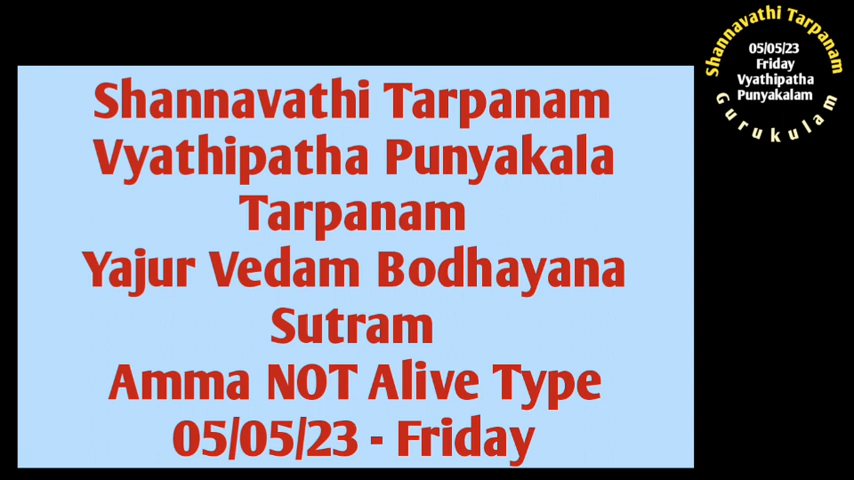 Shannavathi Tarpanam
Vyathipatha Punyakala
Tarpanam
Yajur Vedam Bodhayana
Sutram
Amma NOT Alive Type
05/05/23 - Friday
Shannavathi Tarpanam
05/05/23
Friday
Vyathipatha
Punyakalam
Gurukulam